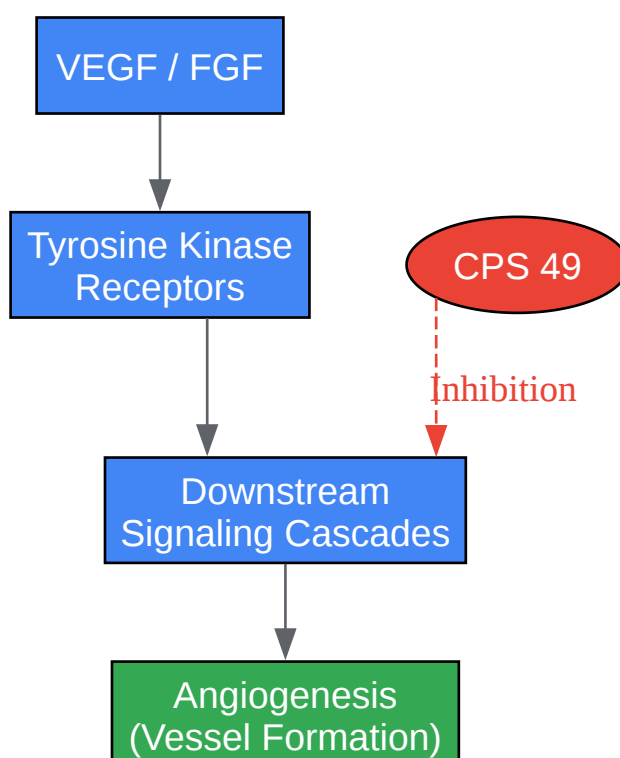 VEGF / FGF
Tyrosine Kinase
Receptors
CPS 49
Inhibition
Downstream
Signaling Cascades
Angiogenesis
(Vessel Formation)